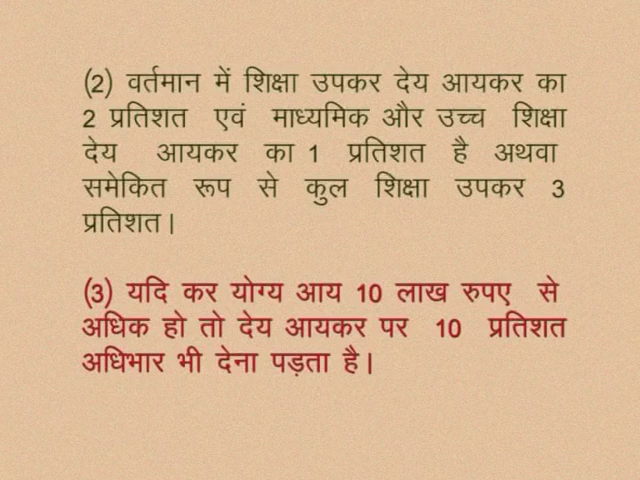 (2) वर्तमान में शिक्षा उपकर देय आयकर का
2 प्रतिशत एवं माध्यमिक और उच्च शिक्षा
देय आयकर का 1 प्रतिशत है अथवा
समेकित रूप से कुल शिक्षा उपकर 3
प्रतिशत।
(3) यदि कर योग्य आय 10 लाख रुपए से
अधिक हो तो देय आयकर पर 10 प्रतिशत
अधिभार भी देना पड़ता है।